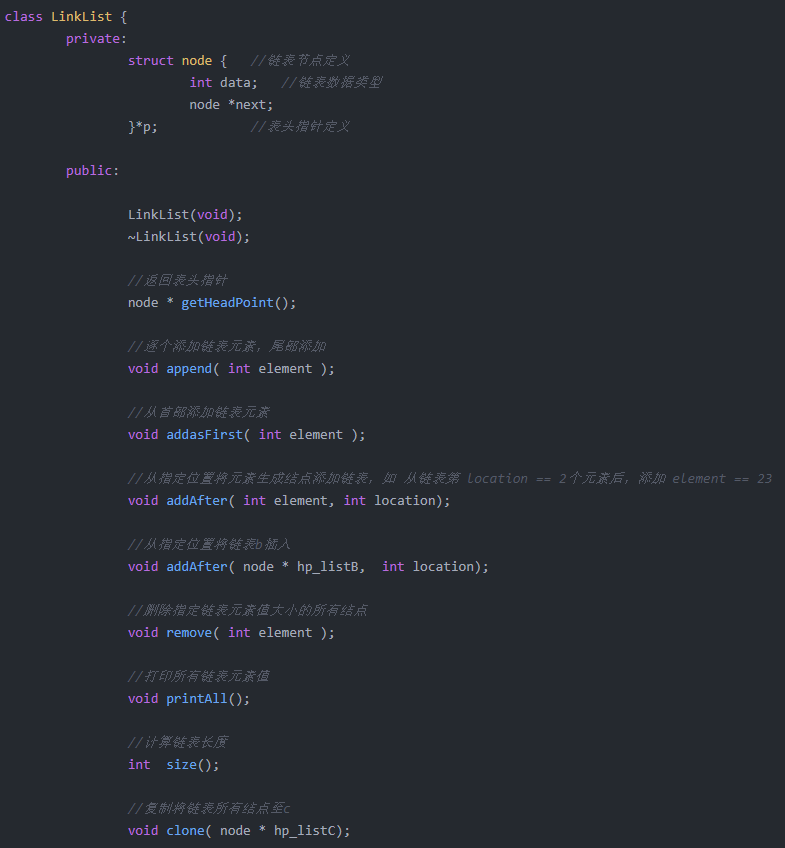 class LinkList {
private:
struct node {   //链表节点定义
int data;   //链表数据类型
node *next;
}*p;            //表头指针定义
public:
LinkList(void);
~LinkList(void);
//返回表头指针
node * getHeadPoint();
//逐个添加链表元素，尾部添加
void append( int element );
//从首部添加链表元素
void addasFirst( int element );
//从指定位置将元素生成结点添加链表，如 从链表第 Location == 2个元素后，添加 element == 23
void addAfter( int element, int location);
//从指定位置将链表b插入
void addAfter( node * hp_listB,  int location);
//删除指定链表元素值大小的所有结点
void remove( int element );
//打印所有链表元素值
void printAll();
//计算链表长度
int  size();
//复制将链表所有结点至c
void clone( node * hp_listC);